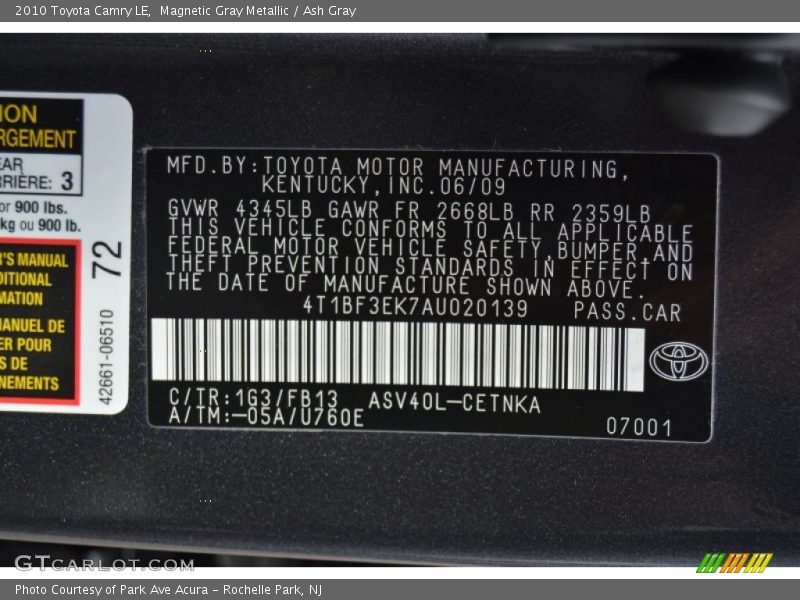 2010 Toyota Camry LE, Magnetic Gray Metallic / Ash Gray
ION
RGEMENT
EAR
RRIÈRE: 3
or 900 lbs.
kg ou 900 lb.
R'S MANUAL
DITIONAL
MATION
MANUEL DE
ER POUR
S DE
NEMENTS
72
42661-06510
MFD.BY:TOYOTA MOTOR MANUFACTURING,
KENTUCKY,INC.06/09
GVWR 4345LB GAWR FR 2668LB RR 2359LB
THIS VEHICLE CONFORMS TO ALL APPLICABLE
FEDERAL MOTOR VEHICLE SAFETY,BUMPER,AND
THEFT PREVENTION STANDARDS IN EFFECT ON
THE DATE OF MANUFACTURE SHOWN ABOVE.
4T1BF3EK7AU020139 PASS.CAR
C/TR:1G3/FB13 ASV40L-CETNKA
A/TM:-05A/U760E
07001
GTcarlot.com
Photo Courtesy of Park Ave Acura - Rochelle Park, NJ